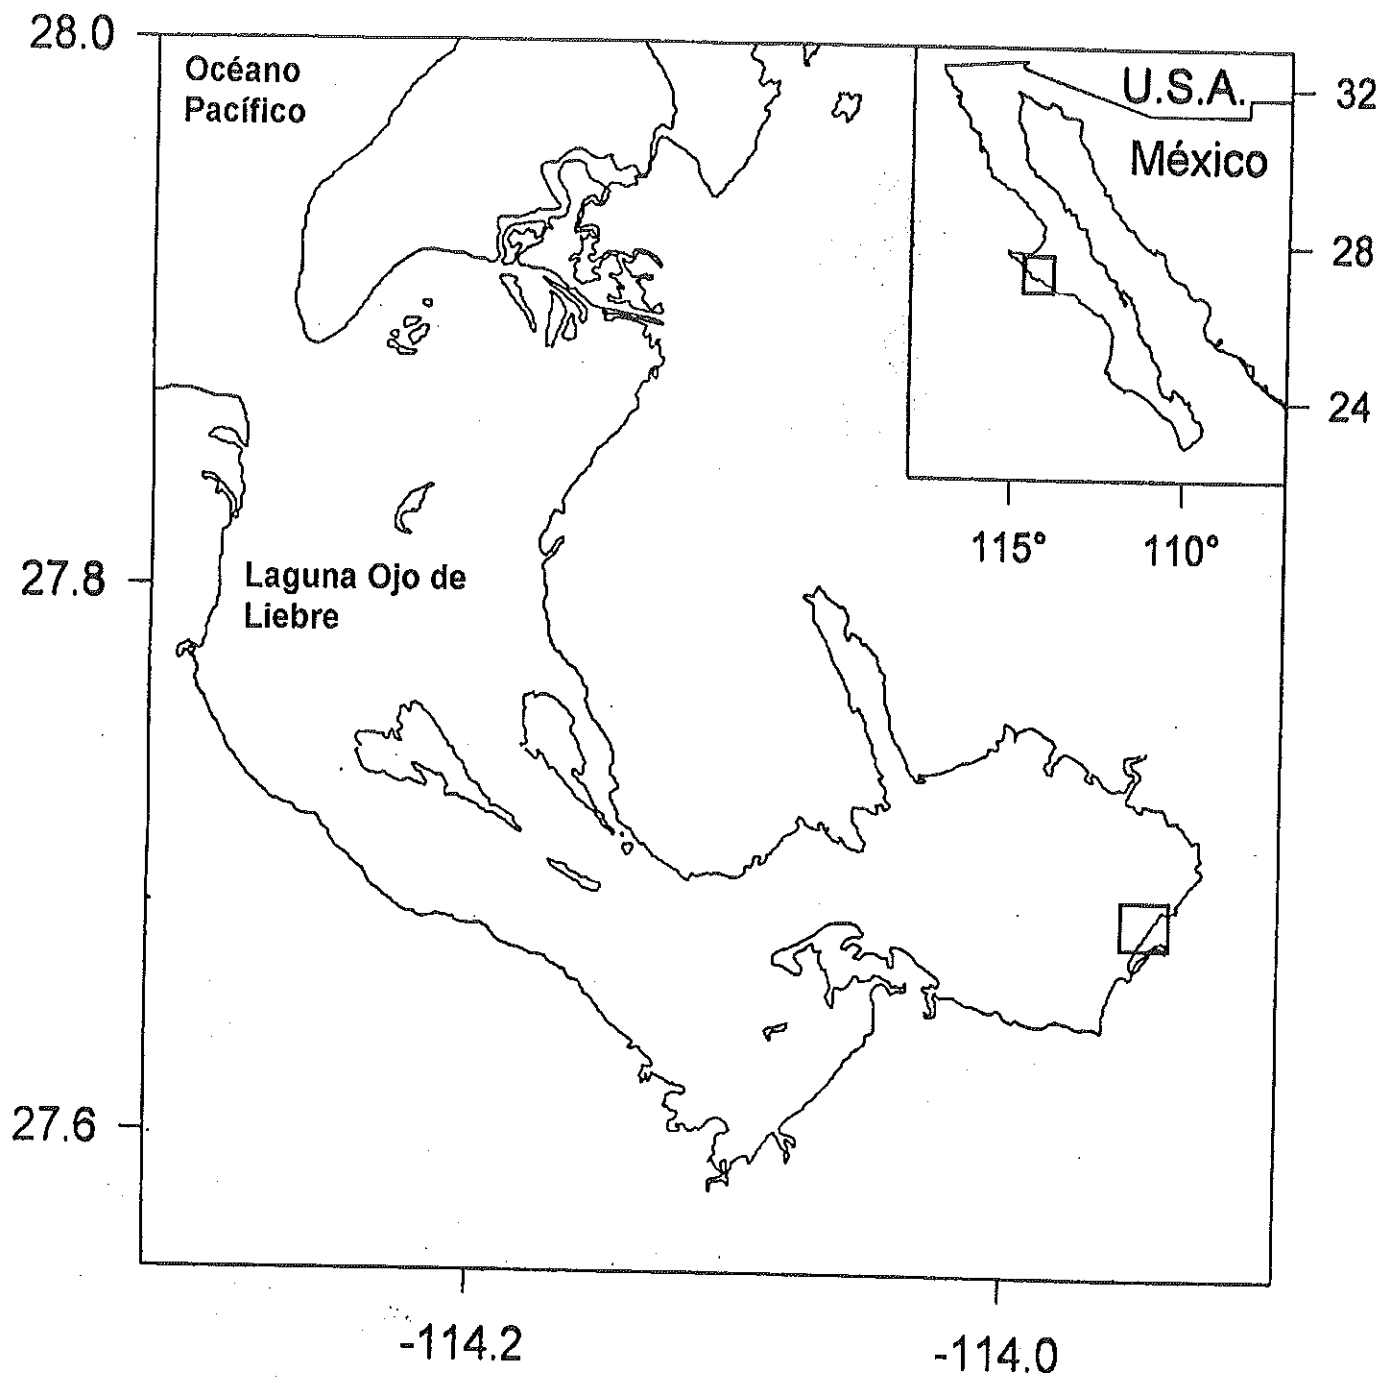 28.0
Océano
Pacífico
U.S.A.
32
México
28
24
115°
110°
27.8
Laguna Ojo de
Liebre
27.6
-114.2
-114.0